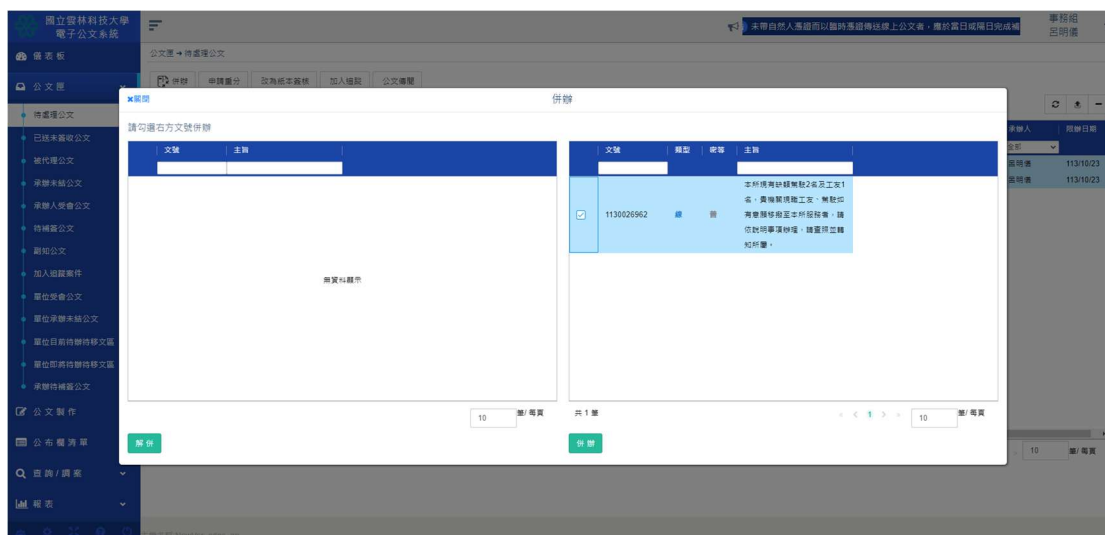 國立雲林科技大學
電子公文系統
未帶自然人憑證而以臨時憑證傳送線上公文者,應於當日或隔日完成補
事務組
呂明僡
儀表板
公文匣
待處理公文
已送未簽收公文
被代理公文
承辦未結公文
承辦人受會公文
待補簽公文
副知公文
加入追蹤案件
單位受會公文
單位承辦未結公文
單位目前待辦待移文區
單位即將待辦待移文區
承辦待補簽公文
公文製作
公布欄清單
查詢/調案
報表
公文匣→待處理公文
併辦
申請重分
改為紙本簽核
加入追蹤
公文傳閱
×關閉
併辦
請勾選右方文號併辦
文號
主旨
無資料顯示
10
筆/每頁
解併
文號
類型
密等
主旨
1130026962
線
普
本所現有缺額駕駛2名及工友1
名,貴機關現職工友、駕駛如
有意願移撥至本所服務者,請
依說明事項辦理,請查照並轉
知所屬。
共 1 筆
« < 1 > »
10
筆/每頁
併辦
承辦人
限辦日期
全部
113/10/23
113/10/23
10
筆/每頁